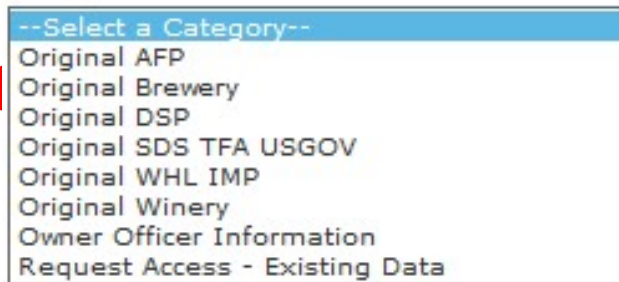 --Select a Category--
Original AFP
Original Brewery
Original DSP
Original SDS TFA USGOV
Original WHL IMP
Original Winery
Owner Officer Information
Request Access - Existing Data